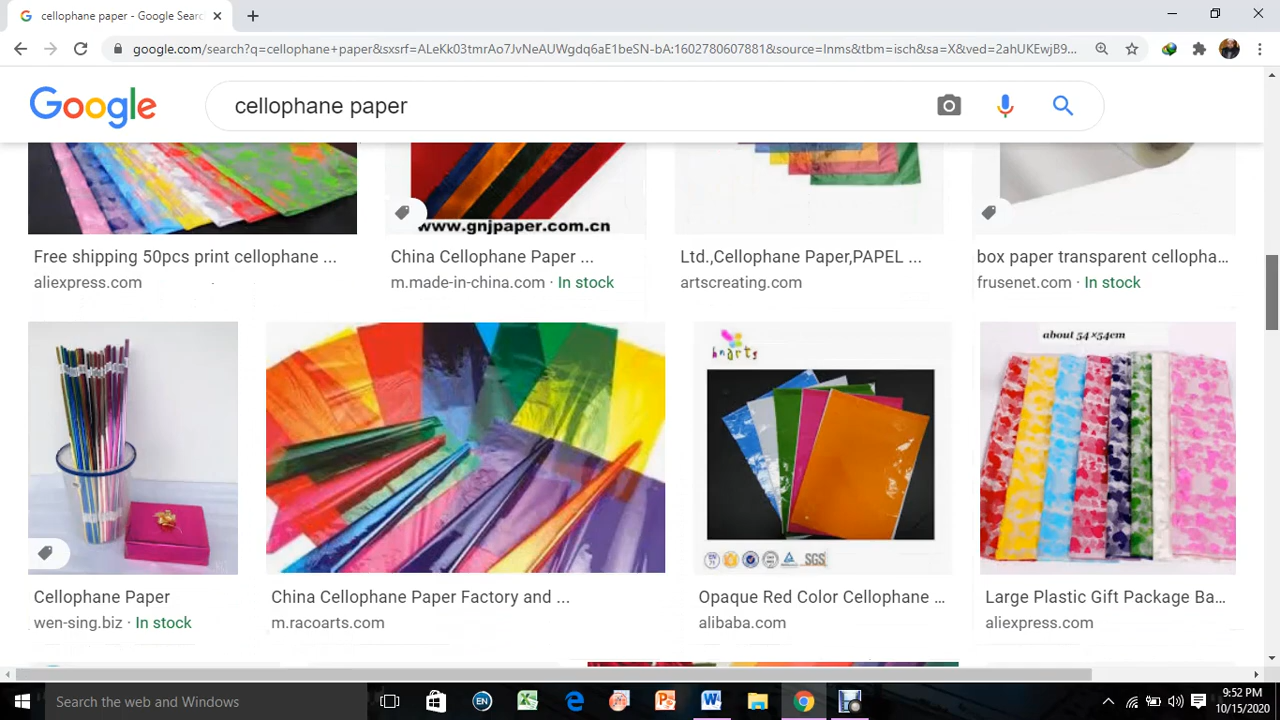 cellophane paper - Google Searc
google.com/search?q=cellophane+paper&sxsrf=ALeKk03tmrAo7JvNeAUWgdq6aE1beSN-bA:1602780607881&source=lnms&tbm=isch&sa=X&ved=2ahUKEwjB9...
Google
cellophane paper
www.gnjpaper.com.cn
Free shipping 50pcs print cellophane ...
aliexpress.com
China Cellophane Paper ...
m.made-in-china.com · In stock
Ltd.,Cellophane Paper,PAPEL ...
artscreating.com
box paper transparent cellopha...
frusenet.com · In stock
hnarts
about 54×54cm
SGS
Cellophane Paper
wen-sing.biz · In stock
China Cellophane Paper Factory and ...
m.racoarts.com
Opaque Red Color Cellophane ...
alibaba.com
Large Plastic Gift Package Ba...
aliexpress.com
Search the web and Windows
EN
9:52 PM
10/15/2020